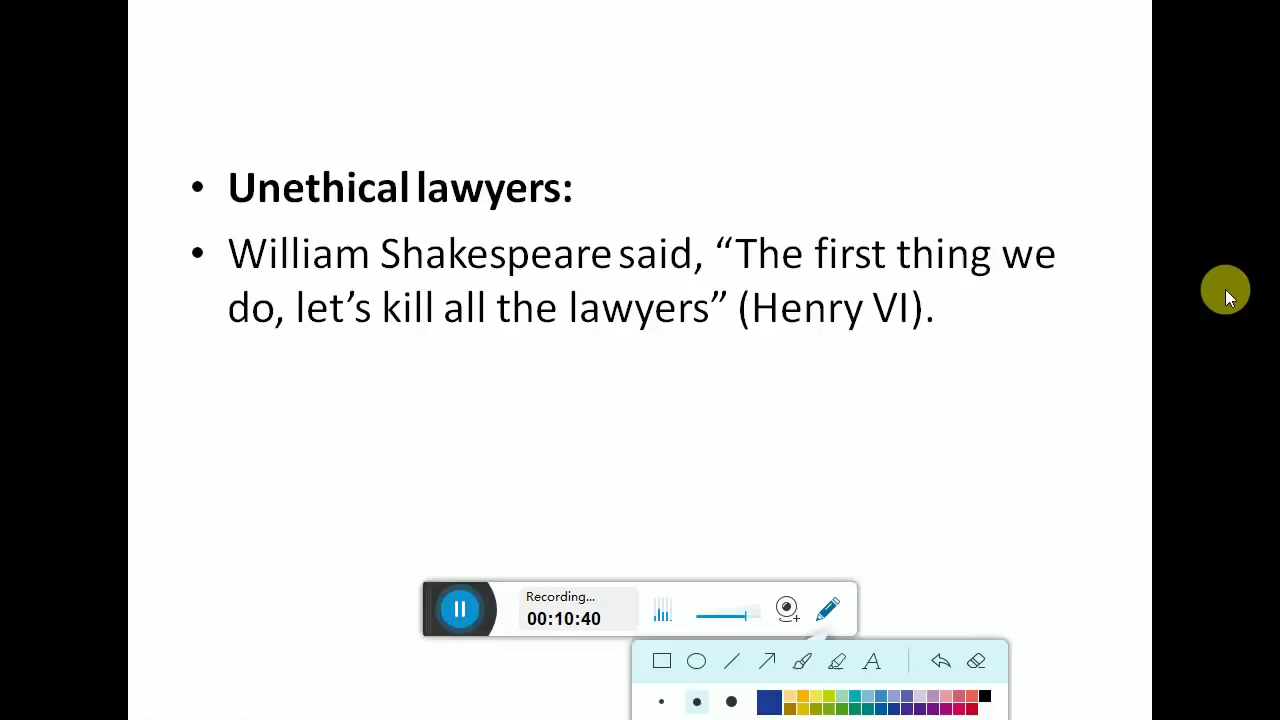 Unethical lawyers:
William Shakespeare said, “The first thing we
do, let’s kill all the lawyers” (Henry VI).
Recording...
00:10:40
A